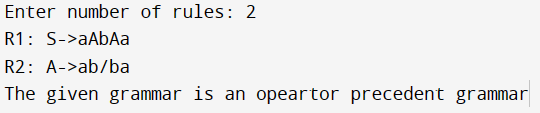 Enter number of rules: 2
R1: S->aAbAa
R2: A->ab/ba
The given grammar is an opeartor precedent grammar